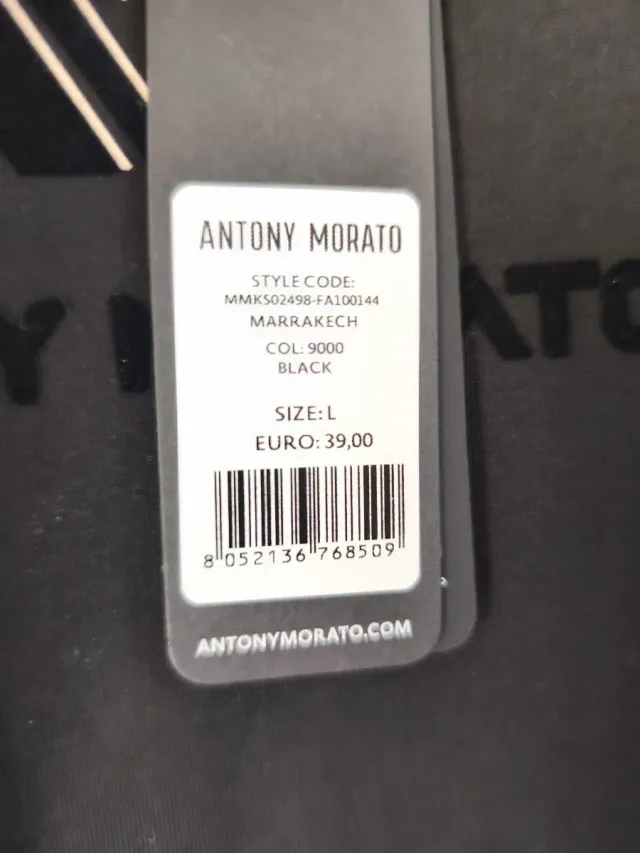 ANTONY MORATO
STYLE CODE:
MMKS02498-FA100144
MARRAKECH
COL: 9000
BLACK
SIZE: L
EURO: 39,00
8 052136 768509
ANTONYMORATO.COM